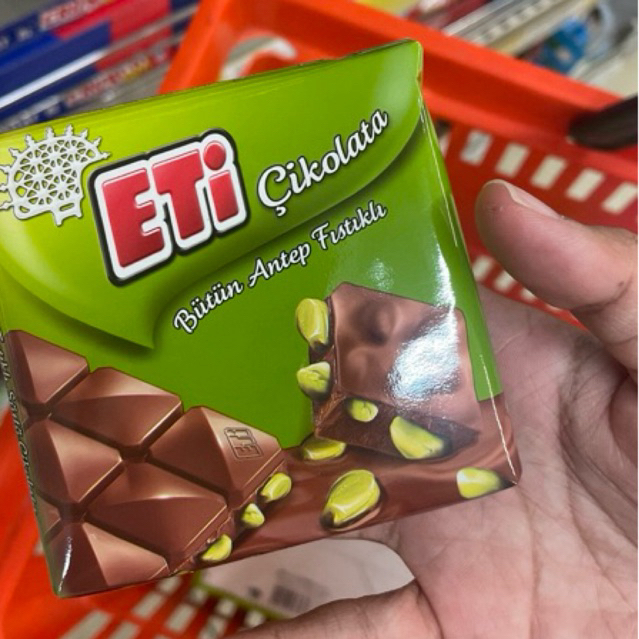 ETi Çikolata
Bütün Antep Fıstıklı
ETİ